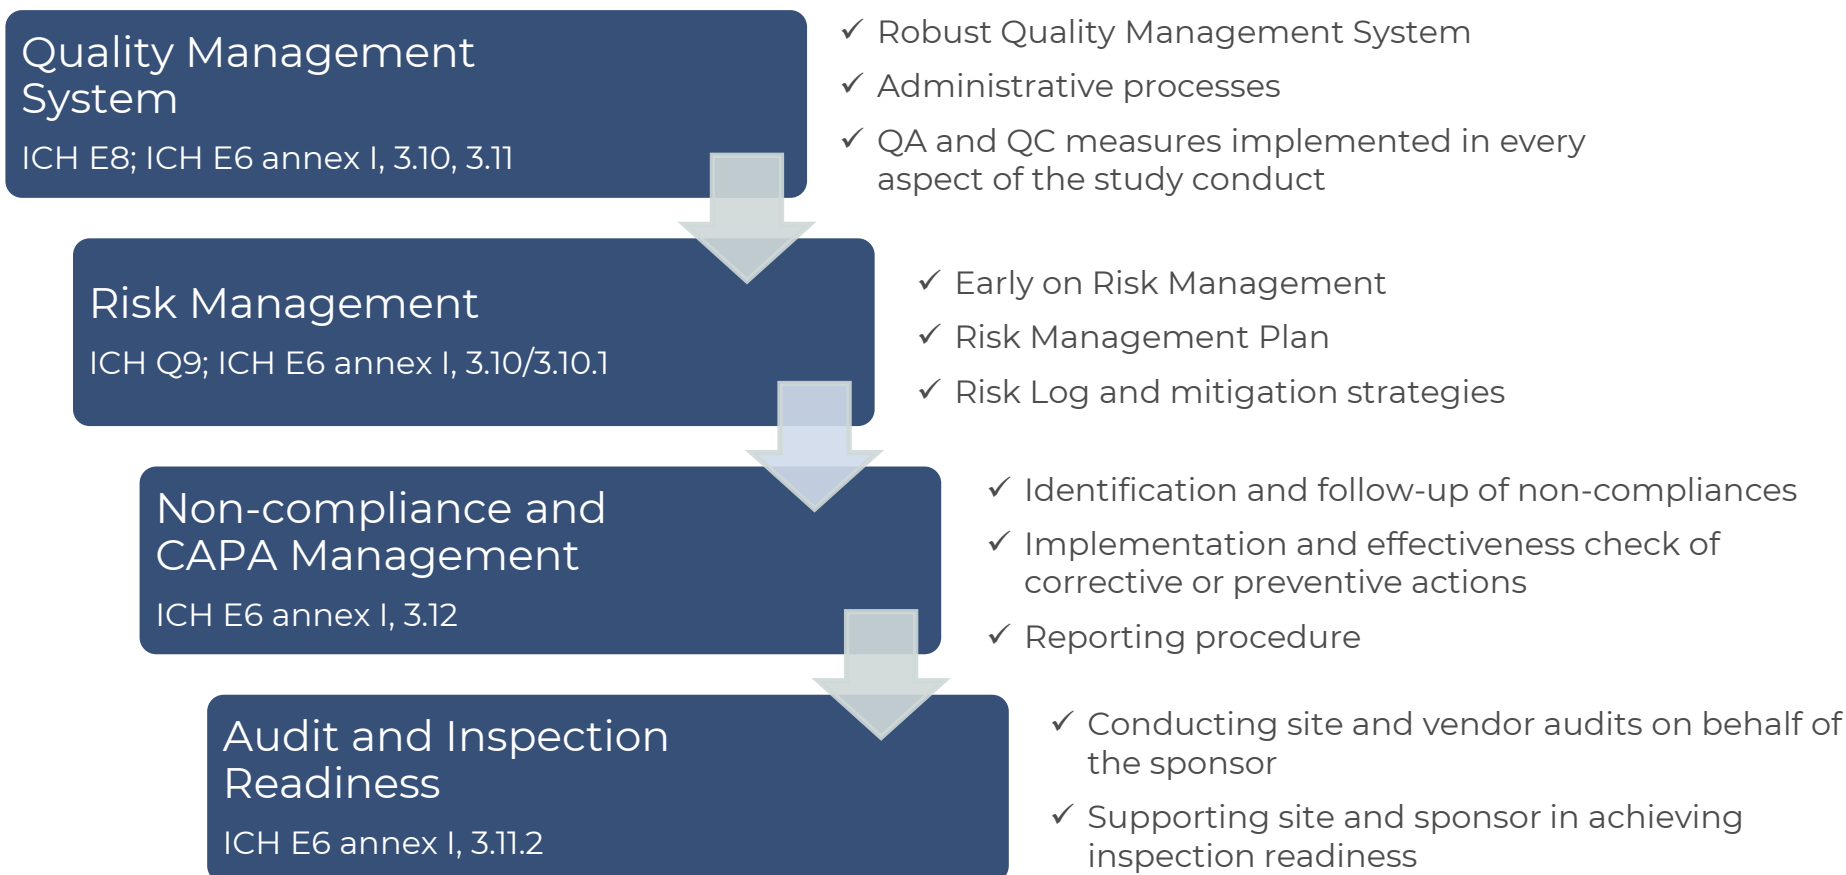 Quality Management
System
ICH E8; ICH E6 annex I, 3.10, 3.11
✓ Robust Quality Management System
✓ Administrative processes
✓ QA and QC measures implemented in every
aspect of the study conduct
Risk Management
ICH Q9; ICH E6 annex I, 3.10/3.10.1
✓ Early on Risk Management
✓ Risk Management Plan
✓ Risk Log and mitigation strategies
Non-compliance and
CAPA Management
ICH E6 annex I, 3.12
✓ Identification and follow-up of non-compliances
✓ Implementation and effectiveness check of
corrective or preventive actions
✓ Reporting procedure
Audit and Inspection
Readiness
ICH E6 annex I, 3.11.2
✓ Conducting site and vendor audits on behalf of
the sponsor
✓ Supporting site and sponsor in achieving
inspection readiness